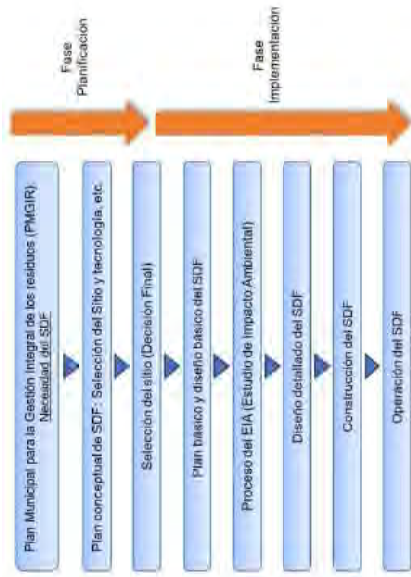 Plan Municipal para la Gestión Integral de los residuos (PMGIR):
Necesidad del SDF
Plan conceptual de SDF: Selección del Sitio y tecnología, etc.
Selección del sitio (Decisión Final)
Plan básico y diseño básico del SDF
Proceso del EIA (Estudio de Impacto Ambiental)
Diseño detallado del SDF
Construcción del SDF
Operación del SDF
Fase
Planificación
Fase
Implementación